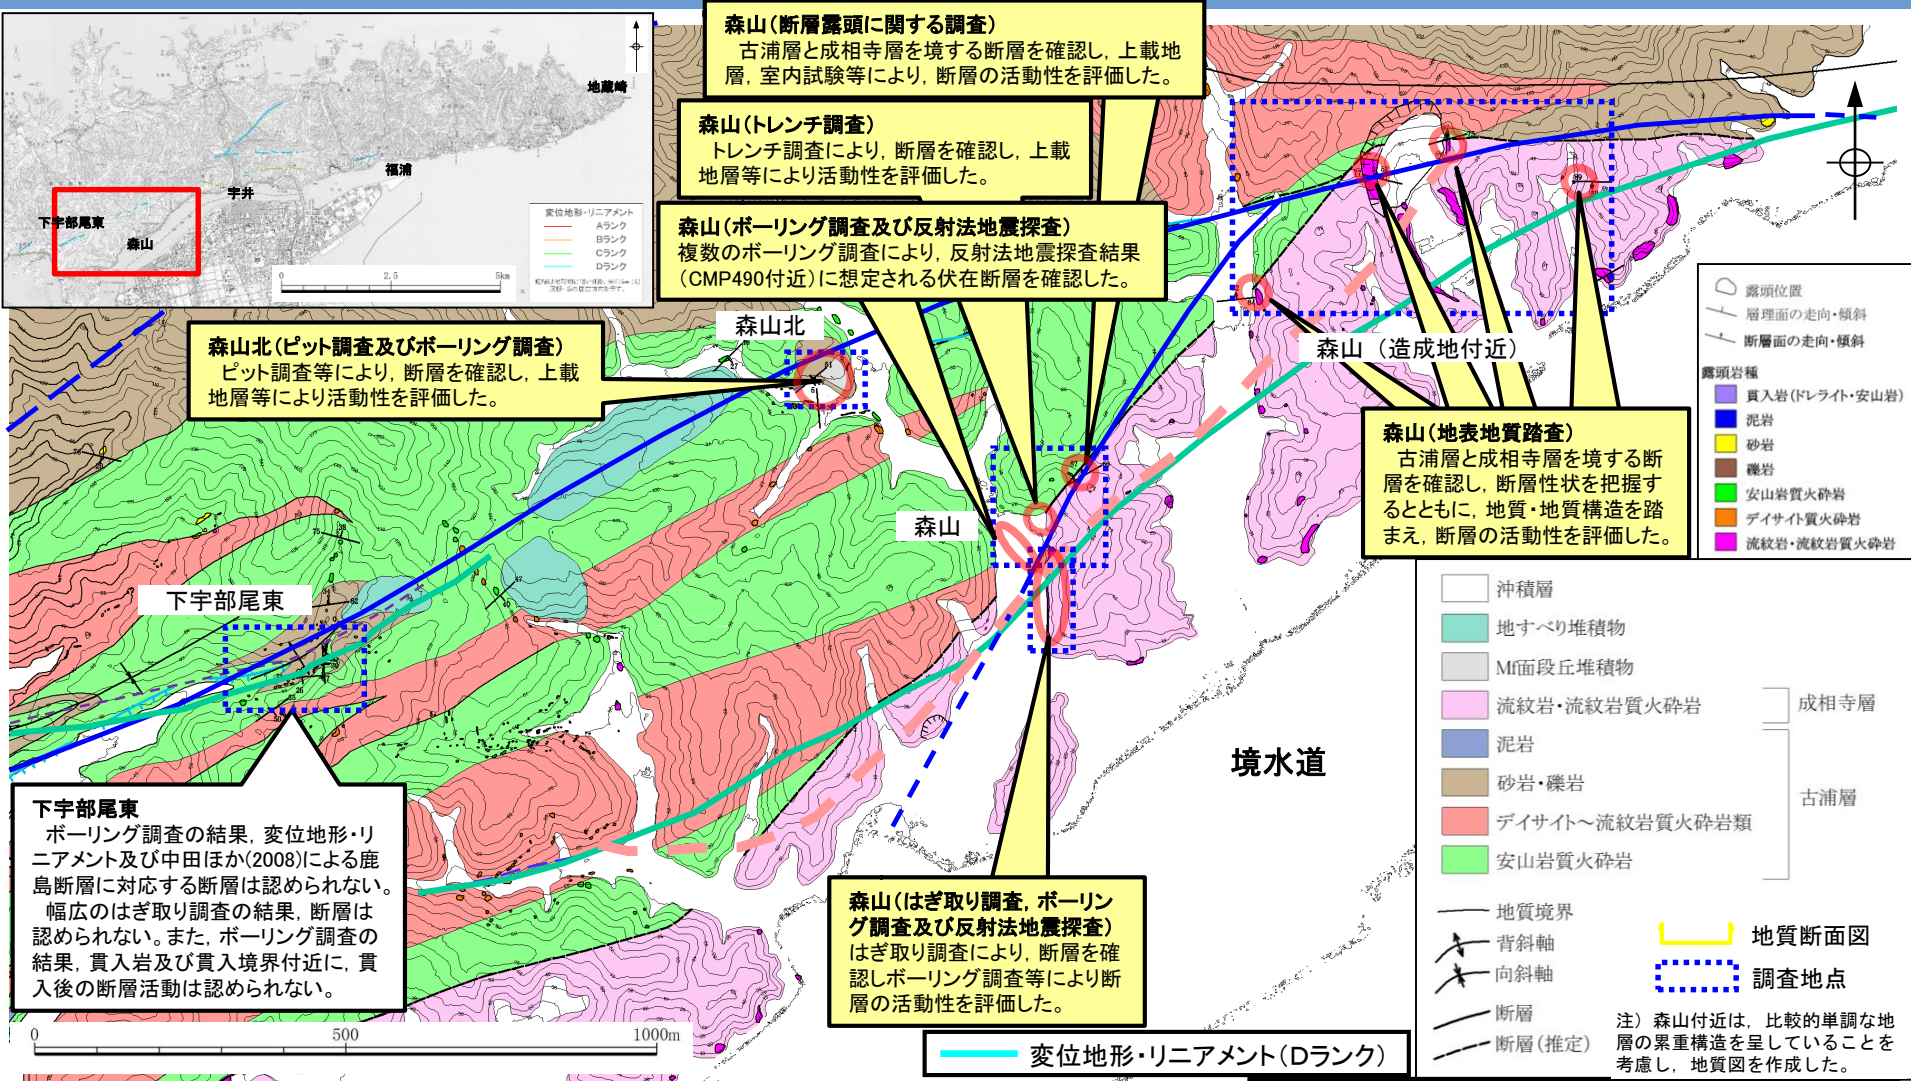 地蔵崎
福浦
宇井
下宇部尾東
森山
変位地形・リニアメント
Aランク
Bランク
Cランク
Dランク
0 2.5 5km
森山(断層露頭に関する調査)
古浦層と成相寺層を境する断層を確認し，上載地
層，室内試験等により，断層の活動性を評価した。
森山(トレンチ調査)
トレンチ調査により，断層を確認し，上載
地層等により活動性を評価した。
森山(ボーリング調査及び反射法地震探査)
複数のボーリング調査により，反射法地震探査結果
(CMP490付近)に想定される伏在断層を確認した。
森山北
森山北(ピット調査及びボーリング調査)
ピット調査等により，断層を確認し，上載
地層等により活動性を評価した。
森山（造成地付近）
森山(地表地質踏査)
古浦層と成相寺層を境する断
層を確認し，断層性状を把握す
るとともに，地質・地質構造を踏
まえ，断層の活動性を評価した。
露頭位置
層理面の走向・傾斜
断層面の走向・傾斜
露頭岩種
貫入岩(ドレライト・安山岩)
泥岩
砂岩
礫岩
安山岩質火砕岩
デイサイト質火砕岩
流紋岩・流紋岩質火砕岩
森山
下宇部尾東
境水道
下宇部尾東
ボーリング調査の結果，変位地形・リ
ニアメント及び中田ほか(2008)による鹿
島断層に対応する断層は認められない。
幅広のはぎ取り調査の結果，断層は
認められない。また，ボーリング調査の
結果，貫入岩及び貫入境界付近に，貫
入後の断層活動は認められない。
森山(はぎ取り調査，ボーリン
グ調査及び反射法地震探査)
はぎ取り調査により，断層を確
認しボーリング調査等により断
層の活動性を評価した。
沖積層
地すべり堆積物
Mf面段丘堆積物
流紋岩・流紋岩質火砕岩
成相寺層
泥岩
砂岩・礫岩
デイサイト～流紋岩質火砕岩類
安山岩質火砕岩
古浦層
地質境界
背斜軸
向斜軸
断層
断層(推定)
地質断面図
調査地点
注）森山付近は，比較的単調な地
層の累重構造を呈していることを
考慮し，地質図を作成した。
0 500 1000m
変位地形・リニアメント(Dランク)